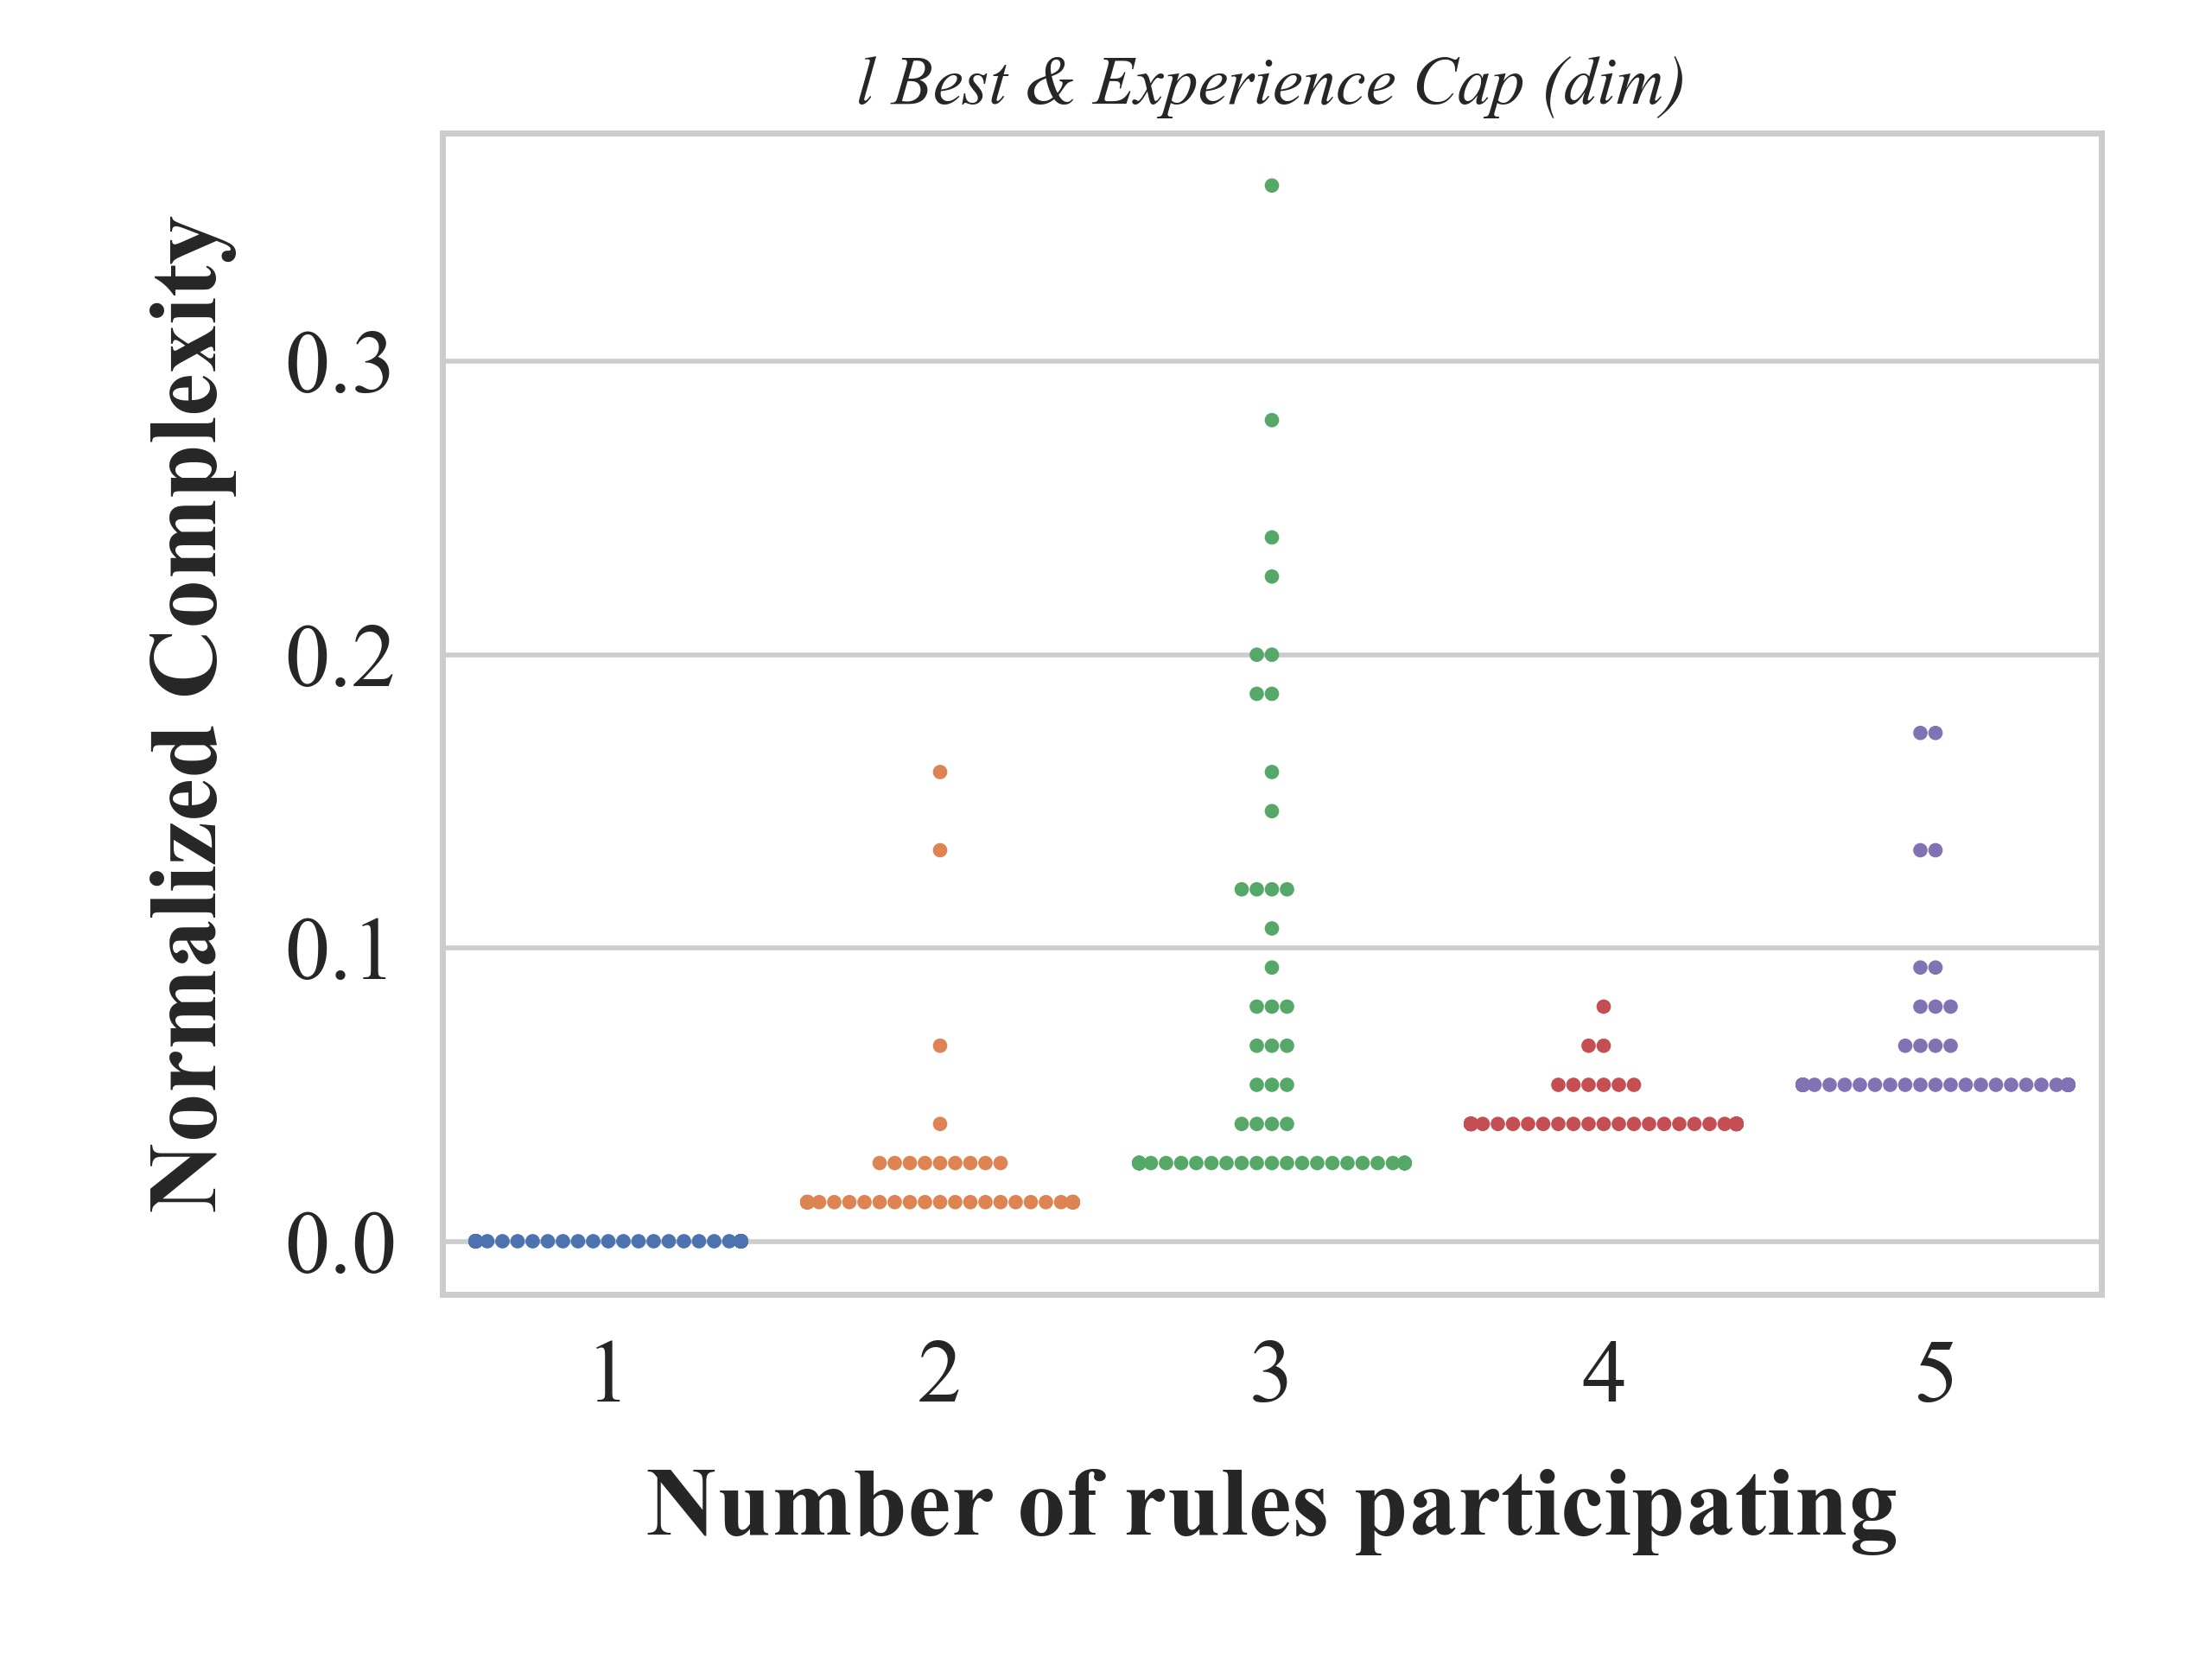 l Best & Experience Cap (dim)
Normalized Complexity
0.3
0.2
0.1
0.0
1 2 3 4 5
Number of rules participating